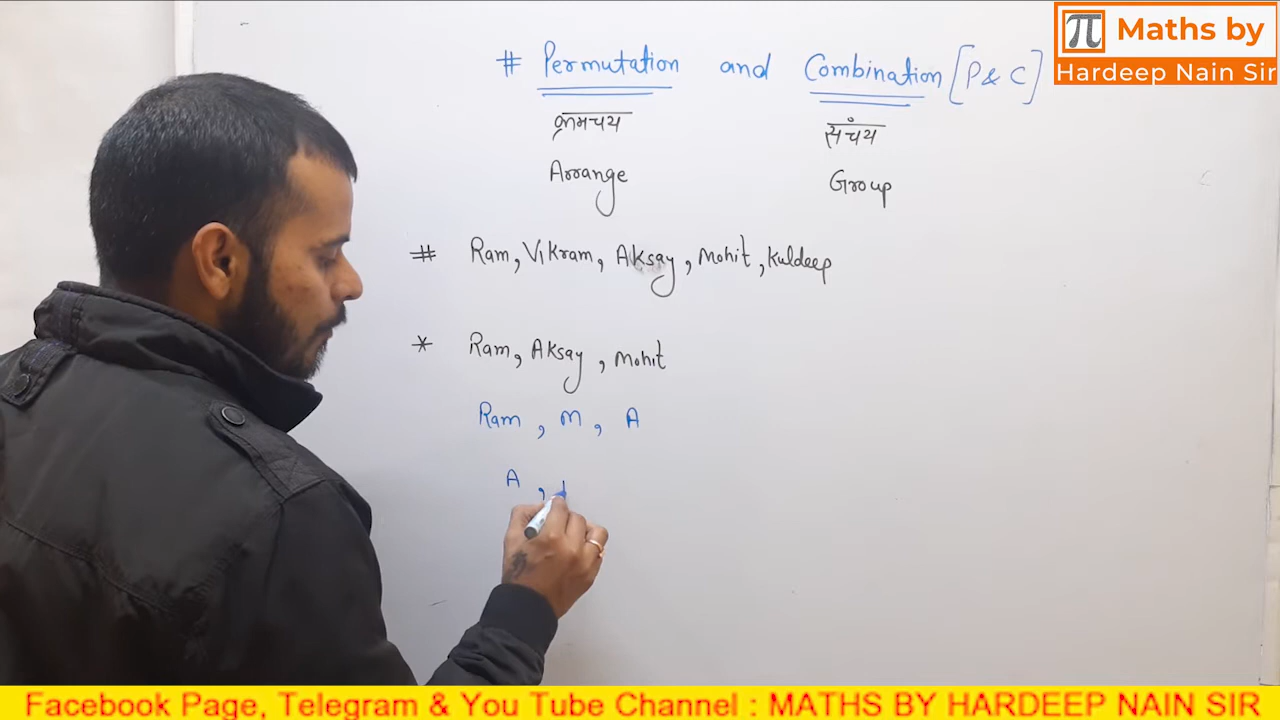 Maths by
Hardeep Nain Sir
# Permutation and Combination [P & C]
क्रमचय संचय
Arrange Group
# Ram, Vikram, Aksay, Mohit, Kuldeep
* Ram, Aksay, Mohit
Ram, M, A
A,
Facebook Page, Telegram & You Tube Channel : MATHS BY HARDEEP NAIN SIR